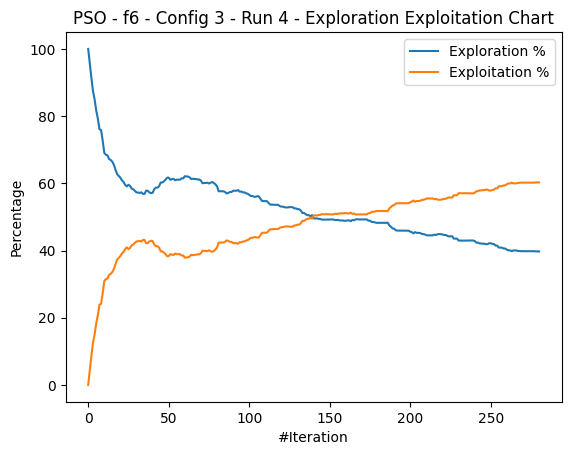 PSO - f6 - Config 3 - Run 4 - Exploration Exploitation Chart
Exploration %
Exploitation %
Percentage
100
80
60
40
20
0
0 50 100 150 200 250
#Iteration